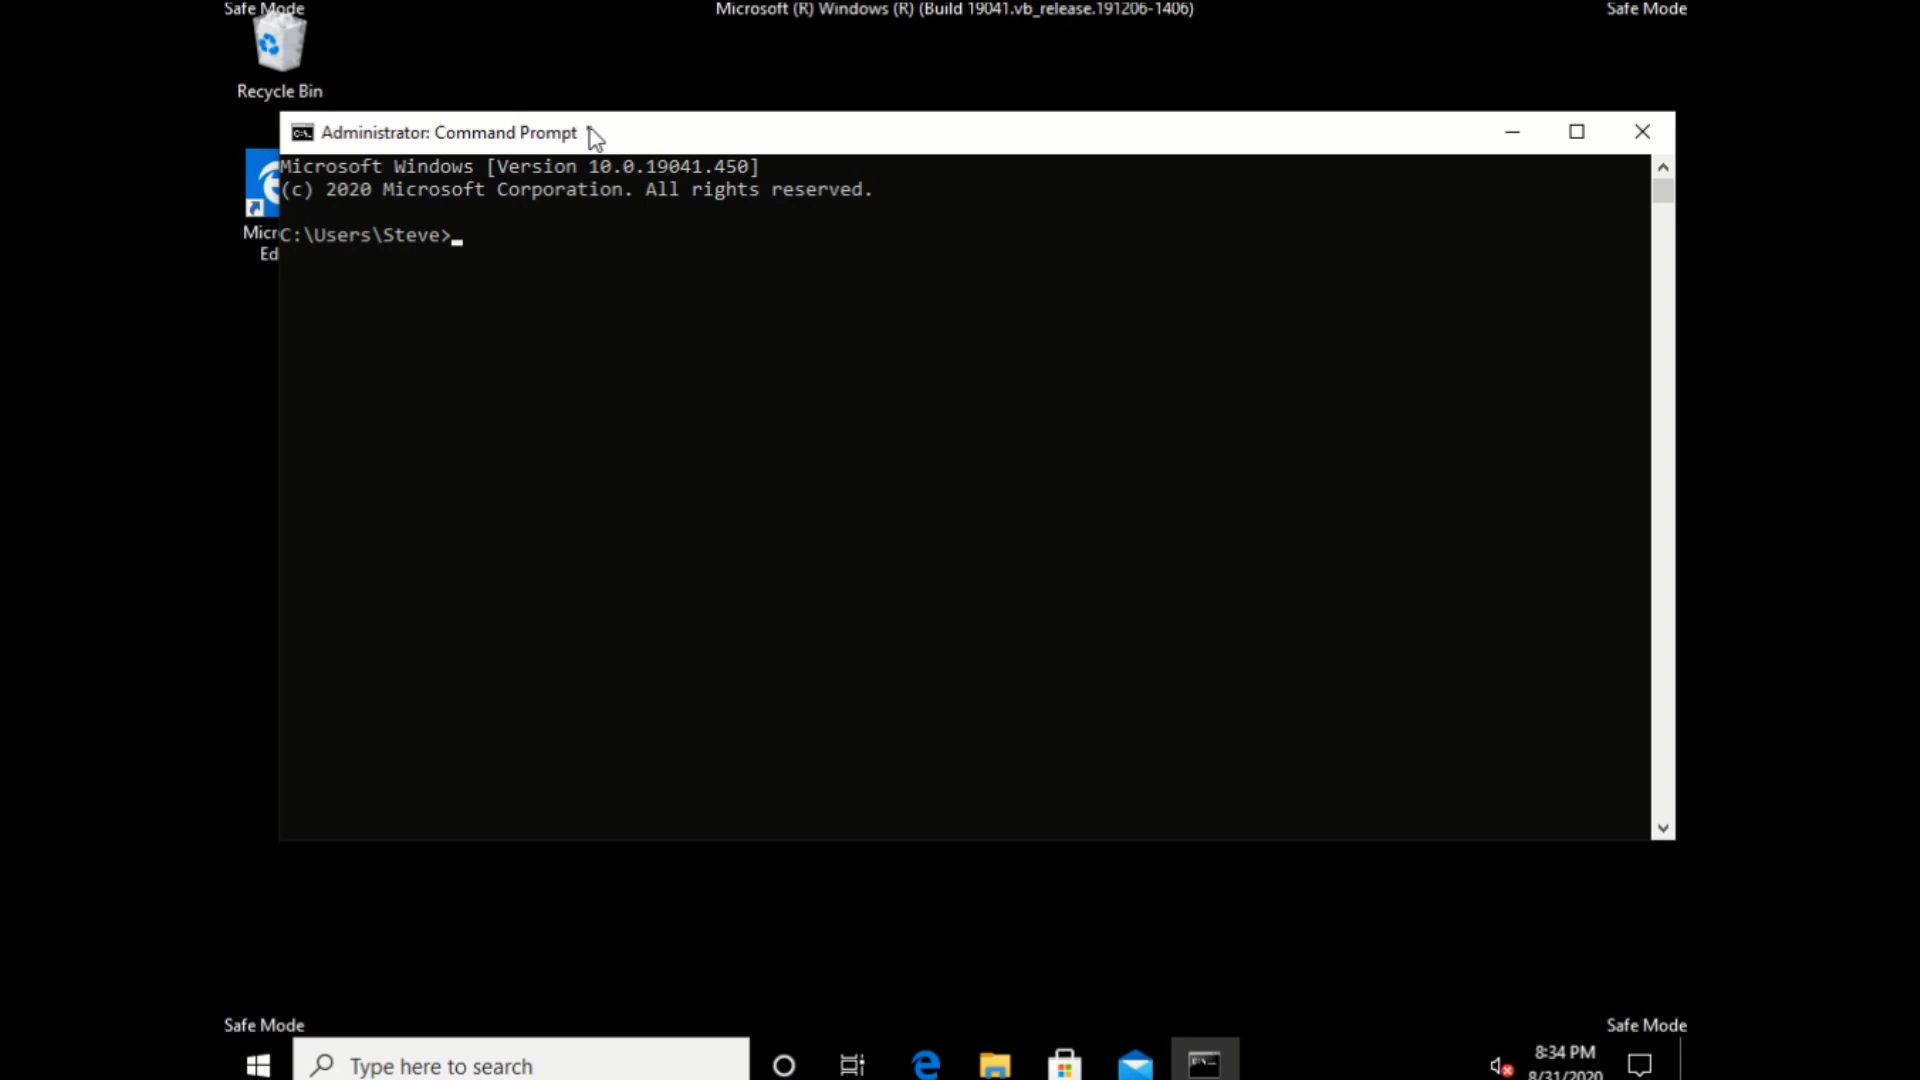 Safe Mode
Microsoft (R) Windows (R) (Build 19041.vb_release.191206-1406)
Safe Mode
Recycle Bin
Administrator: Command Prompt
Microsoft Windows [Version 10.0.19041.450]
(c) 2020 Microsoft Corporation. All rights reserved.
C:\Users\Steve>
Micr
Ed
Safe Mode
Safe Mode
Type here to search
8:34 PM
8/31/2020